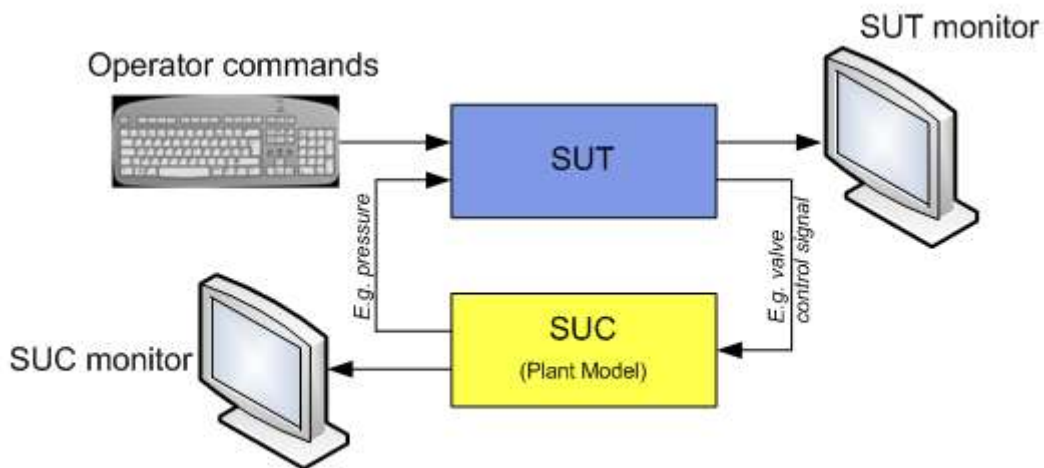 SUT monitor
Operator commands
SUT
E.g. pressure
E.g. valve
control signal
SUC
(Plant Model)
SUC monitor